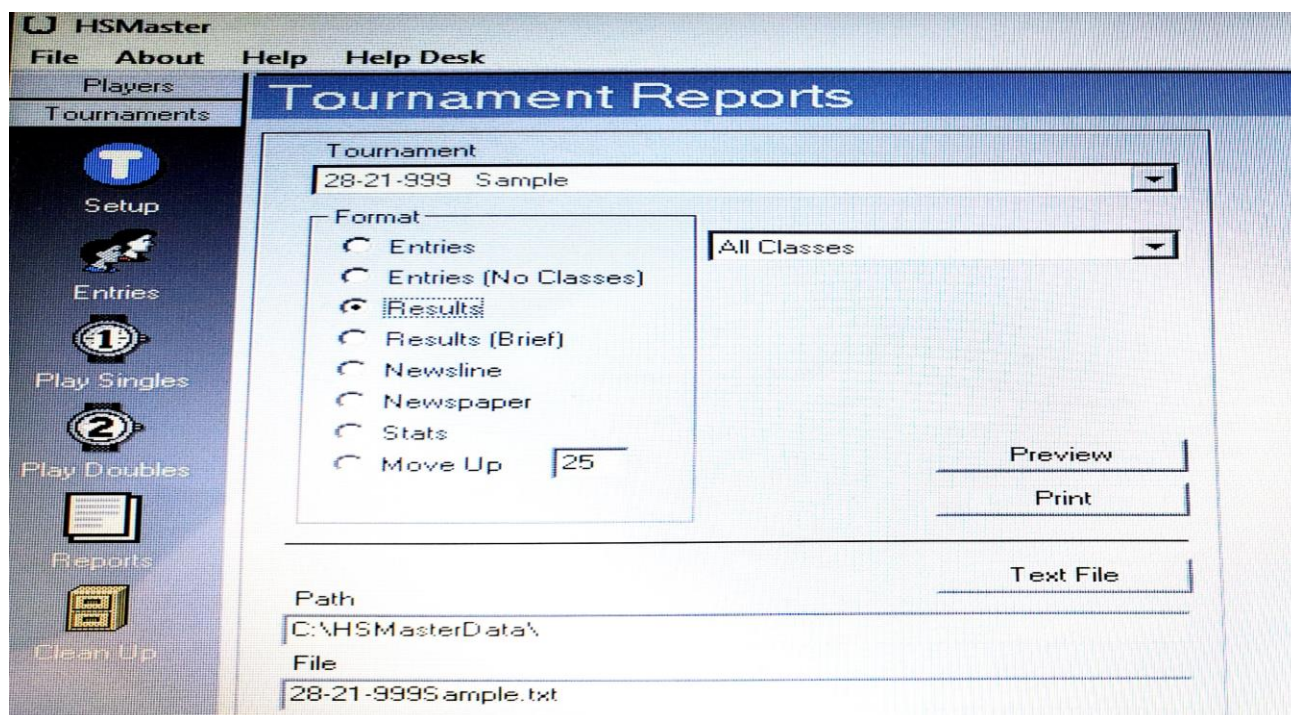 HSMaster
File About Help Help Desk
Players
Tournaments
Setup
Entries
1
Play Singles
2
Play Doubles
Reports
Clean Up
Tournament Reports
Tournament
28-21-999 Sample
Format
Entries
Entries (No Classes)
Results
Results (Brief)
Newsline
Newspaper
Stats
Move Up 25
All Classes
Preview
Print
Text File
Path
C:\HSMasterData\
File
28-21-999Sample.txt